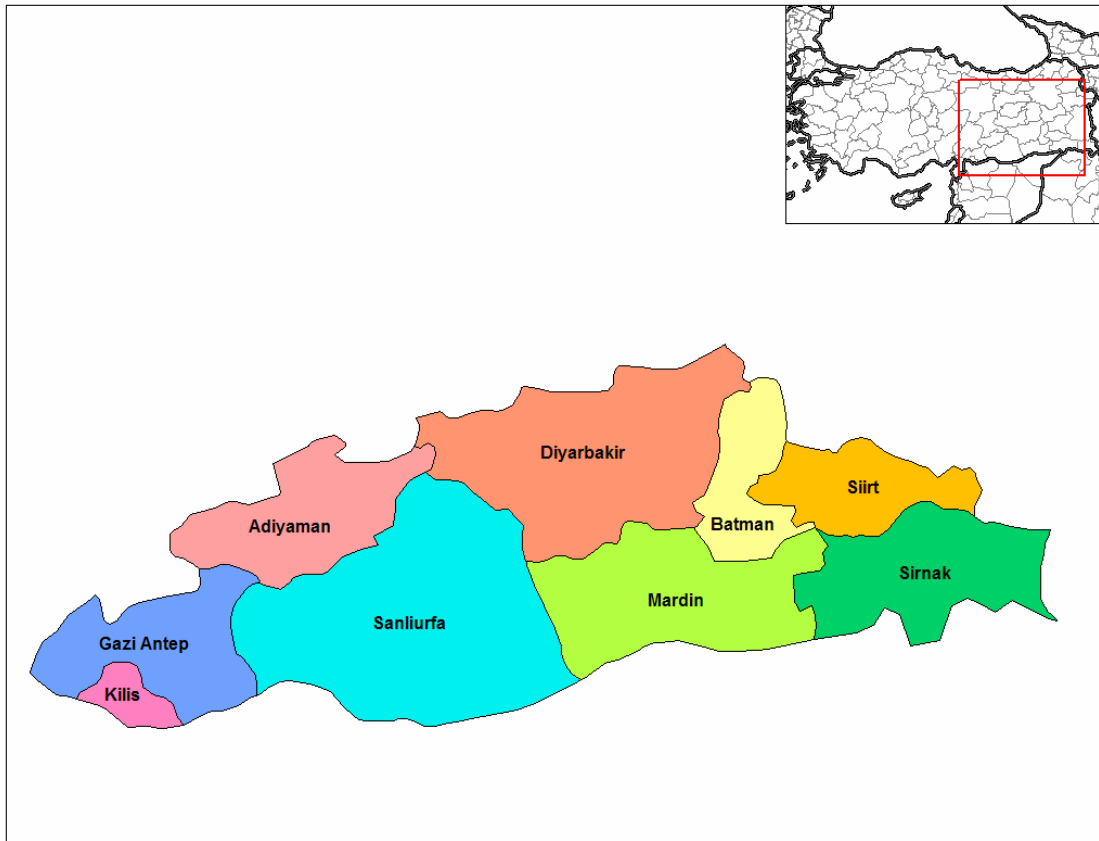 Diyarbakir
Siirt
Adiyaman
Batman
Sirnak
Mardin
Sanliurfa
Gazi Antep
Kilis